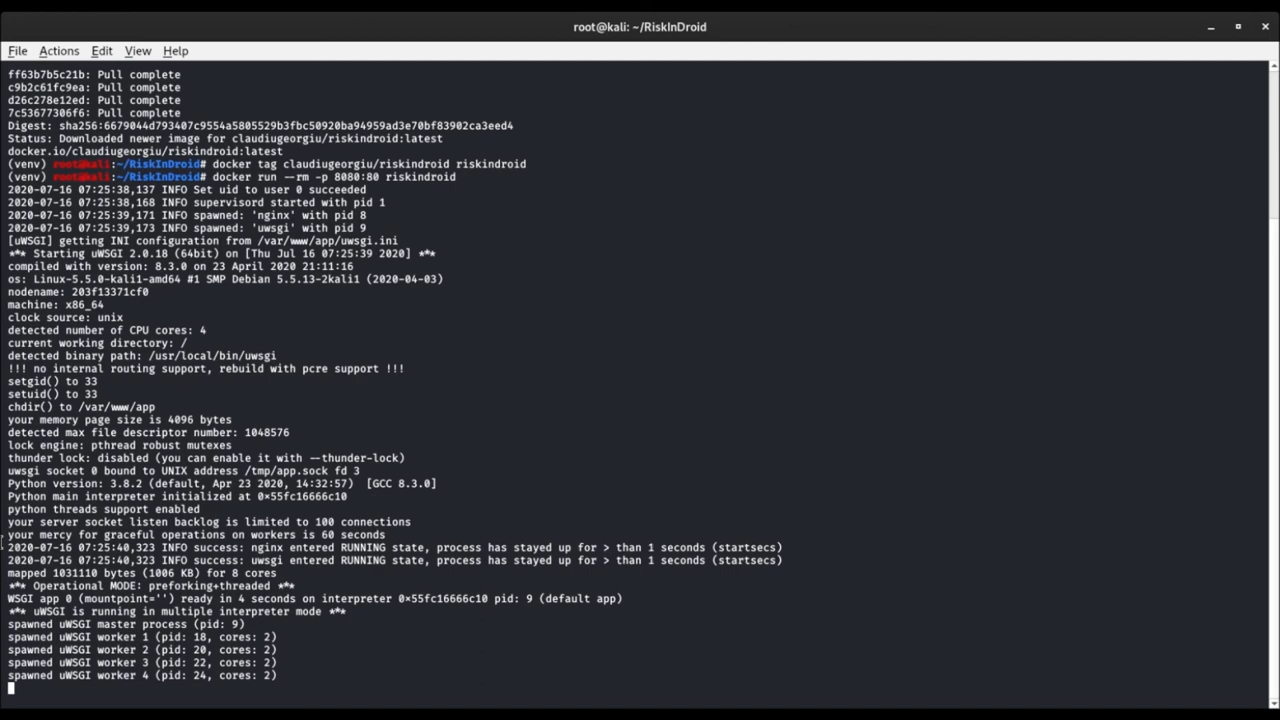 root@kali: ~/RiskInDroid
File Actions Edit View Help
ff63b7b5c21b: Pull complete
c9b2c61fc9ea: Pull complete
d26c278e12ed: Pull complete
7c53677306f6: Pull complete
Digest: sha256:6679044d793407c9554a5805529b3fbc50920ba94959ad3e70bf83902ca3eed4
Status: Downloaded newer image for claudiugeorgiu/riskindroid:latest
docker.io/claudiugeorgiu/riskindroid:latest
(venv) root@kali:~/RiskInDroid# docker tag claudiugeorgiu/riskindroid riskindroid
(venv) root@kali:~/RiskInDroid# docker run --rm -p 8080:80 riskindroid
2020-07-16 07:25:38,137 INFO Set uid to user 0 succeeded
2020-07-16 07:25:38,168 INFO supervisord started with pid 1
2020-07-16 07:25:39,171 INFO spawned: 'nginx' with pid 8
2020-07-16 07:25:39,173 INFO spawned: 'uwsgi' with pid 9
[uWSGI] getting INI configuration from /var/www/app/uwsgi.ini
*** Starting uWSGI 2.0.18 (64bit) on [Thu Jul 16 07:25:39 2020] ***
compiled with version: 8.3.0 on 23 April 2020 21:11:16
os: Linux-5.5.0-kali1-amd64 #1 SMP Debian 5.5.13-2kali1 (2020-04-03)
nodename: 203f13371cf0
machine: x86_64
clock source: unix
detected number of CPU cores: 4
current working directory: /
detected binary path: /usr/local/bin/uwsgi
!!! no internal routing support, rebuild with pcre support !!!
setgid() to 33
setuid() to 33
chdir() to /var/www/app
your memory page size is 4096 bytes
detected max file descriptor number: 1048576
lock engine: pthread robust mutexes
thunder lock: disabled (you can enable it with --thunder-lock)
uwsgi socket 0 bound to UNIX address /tmp/app.sock fd 3
Python version: 3.8.2 (default, Apr 23 2020, 14:32:57)  [GCC 8.3.0]
Python main interpreter initialized at 0x55fc16666c10
python threads support enabled
your server socket listen backlog is limited to 100 connections
your mercy for graceful operations on workers is 60 seconds
2020-07-16 07:25:40,323 INFO success: nginx entered RUNNING state, process has stayed up for > than 1 seconds (startsecs)
2020-07-16 07:25:40,323 INFO success: uwsgi entered RUNNING state, process has stayed up for > than 1 seconds (startsecs)
mapped 1031110 bytes (1006 KB) for 8 cores
*** Operational MODE: preforking+threaded ***
WSGI app 0 (mountpoint='') ready in 4 seconds on interpreter 0x55fc16666c10 pid: 9 (default app)
*** uWSGI is running in multiple interpreter mode ***
spawned uWSGI master process (pid: 9)
spawned uWSGI worker 1 (pid: 18, cores: 2)
spawned uWSGI worker 2 (pid: 20, cores: 2)
spawned uWSGI worker 3 (pid: 22, cores: 2)
spawned uWSGI worker 4 (pid: 24, cores: 2)